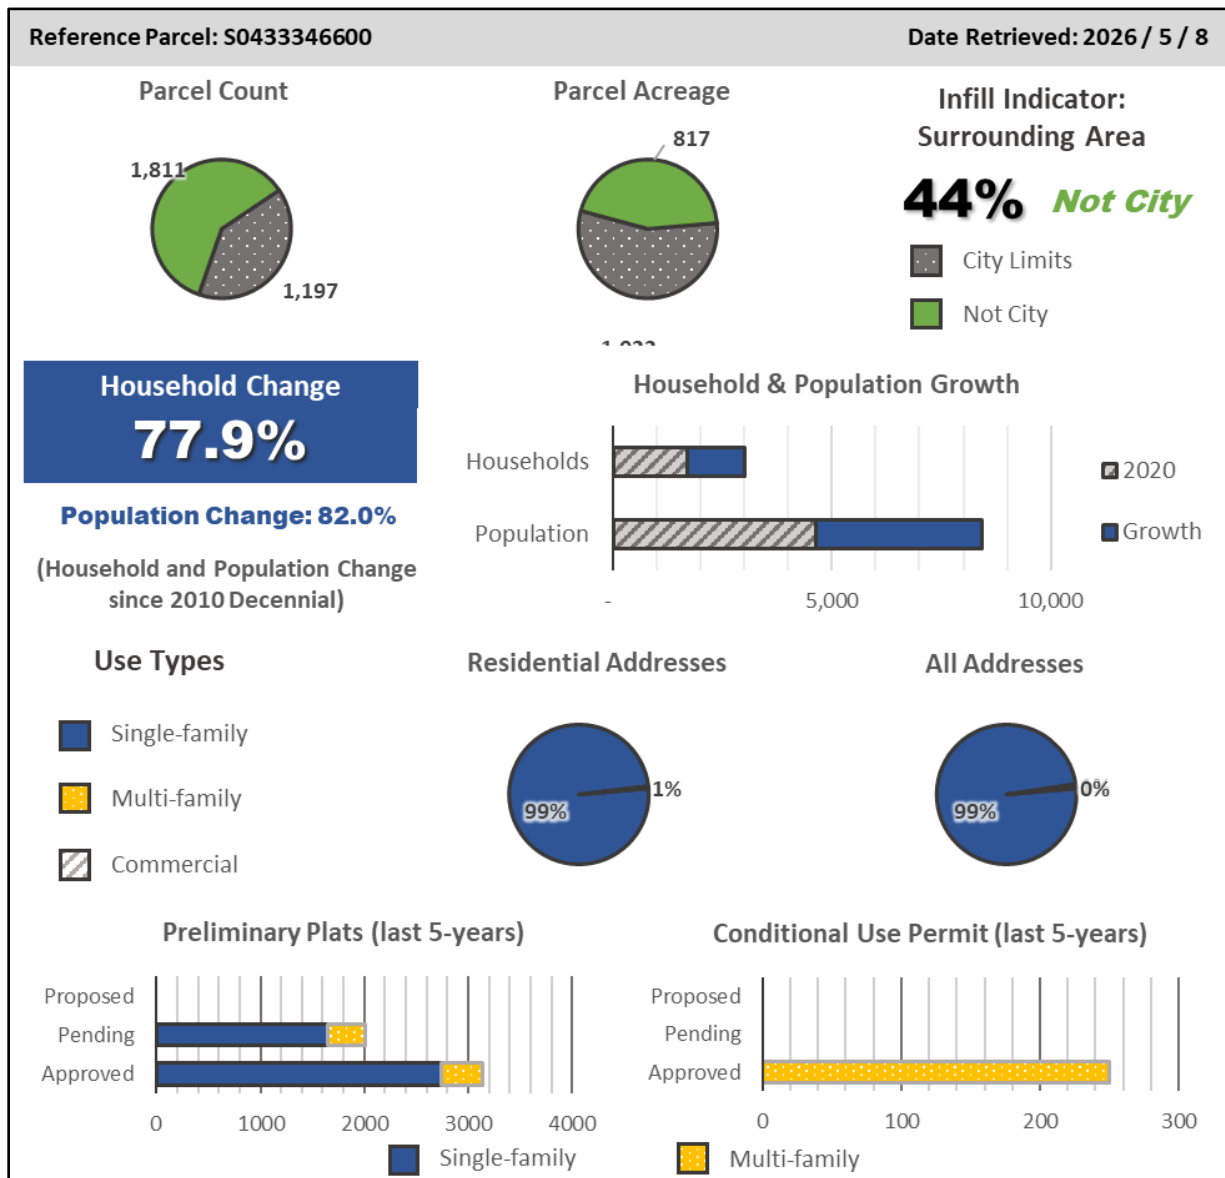 Reference Parcel: S0433346600
Date Retrieved: 2026 / 5 / 8
Parcel Count
1,811
1,197
Parcel Acreage
817
Infill Indicator:
Surrounding Area
44% Not City
City Limits
Not City
Household Change
77.9%
Population Change: 82.0%
(Household and Population Change
since 2010 Decennial)
Household & Population Growth
Households
Population
- 5,000 10,000
2020
Growth
Use Types
Single-family
Multi-family
Commercial
Residential Addresses
99%
1%
All Addresses
99%
0%
Preliminary Plats (last 5-years)
Proposed
Pending
Approved
0 1000 2000 3000 4000
Conditional Use Permit (last 5-years)
Proposed
Pending
Approved
0 100 200 300
Single-family
Multi-family